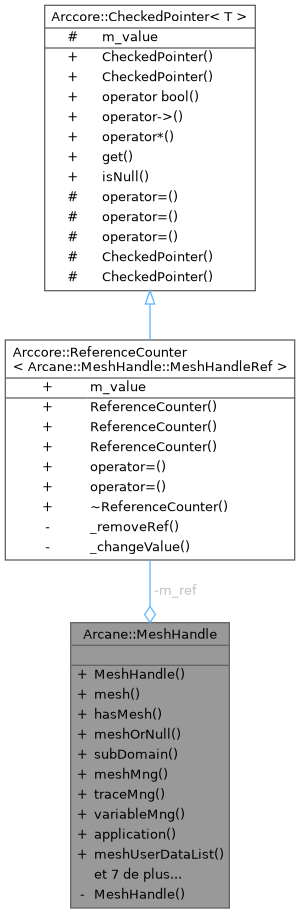 Arccore::CheckedPointer< T >
# m_value
+ CheckedPointer()
+ CheckedPointer()
+ operator bool()
+ operator->()
+ operator*()
+ get()
+ isNull()
# operator=()
# operator=()
# operator=()
# CheckedPointer()
# CheckedPointer()
Arccore::ReferenceCounter
< Arcane::MeshHandle::MeshHandleRef >
+ m_value
+ ReferenceCounter()
+ ReferenceCounter()
+ ReferenceCounter()
+ operator=()
+ operator=()
+ ~ReferenceCounter()
- _removeRef()
- _changeValue()
-m_ref
Arcane::MeshHandle
+ MeshHandle()
+ mesh()
+ hasMesh()
+ meshOrNull()
+ subDomain()
+ meshMng()
+ traceMng()
+ variableMng()
+ application()
+ meshUserDataList()
et 7 de plus...
- MeshHandle()